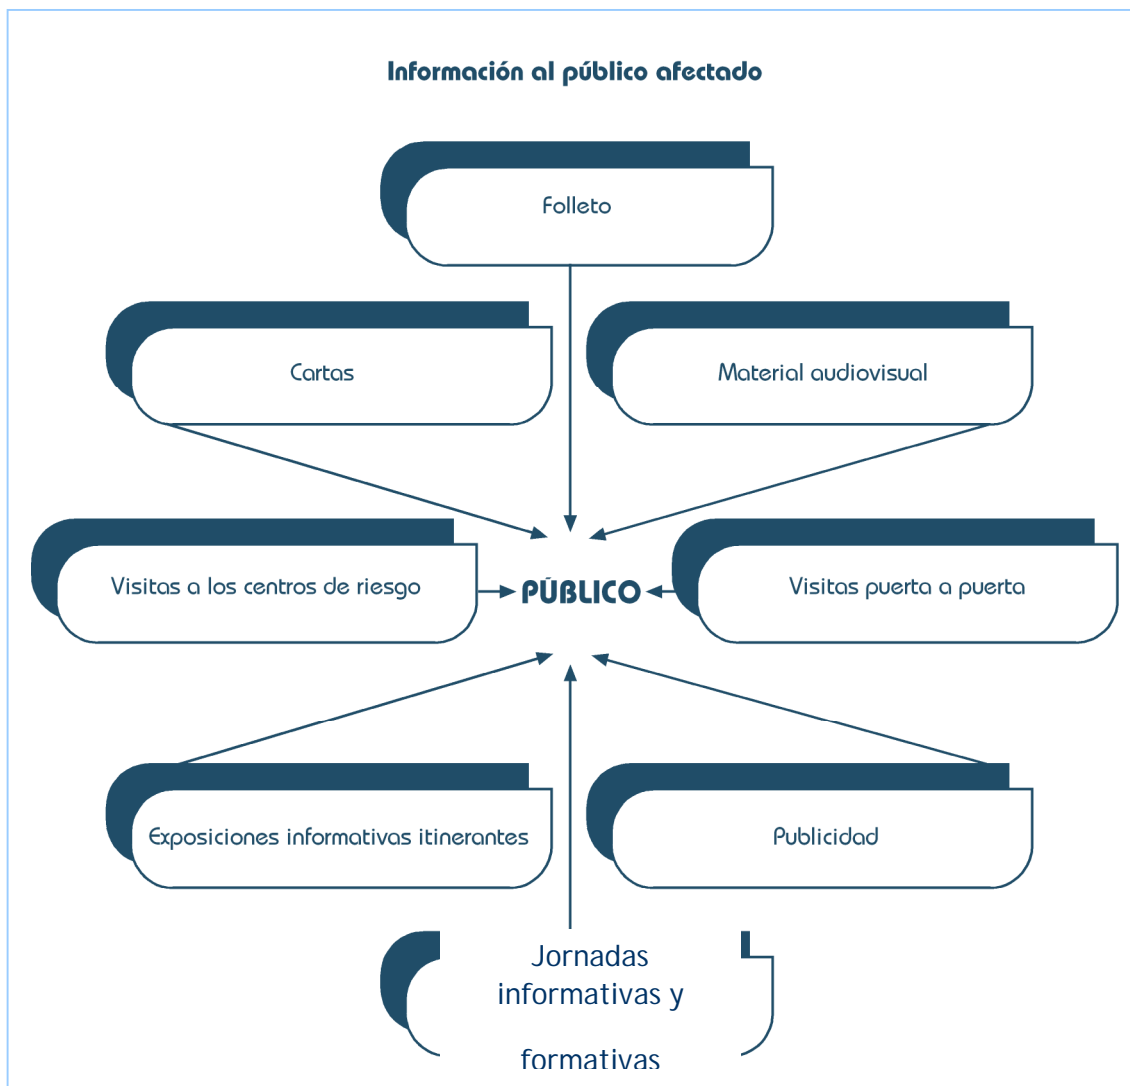 Información al público afectado
Folleto
Cartas
Material audiovisual
Visitas a los centros de riesgo
PÚBLICO
Visitas puerta a puerta
Exposiciones informativas itinerantes
Publicidad
Jornadas
informativas y
formativas